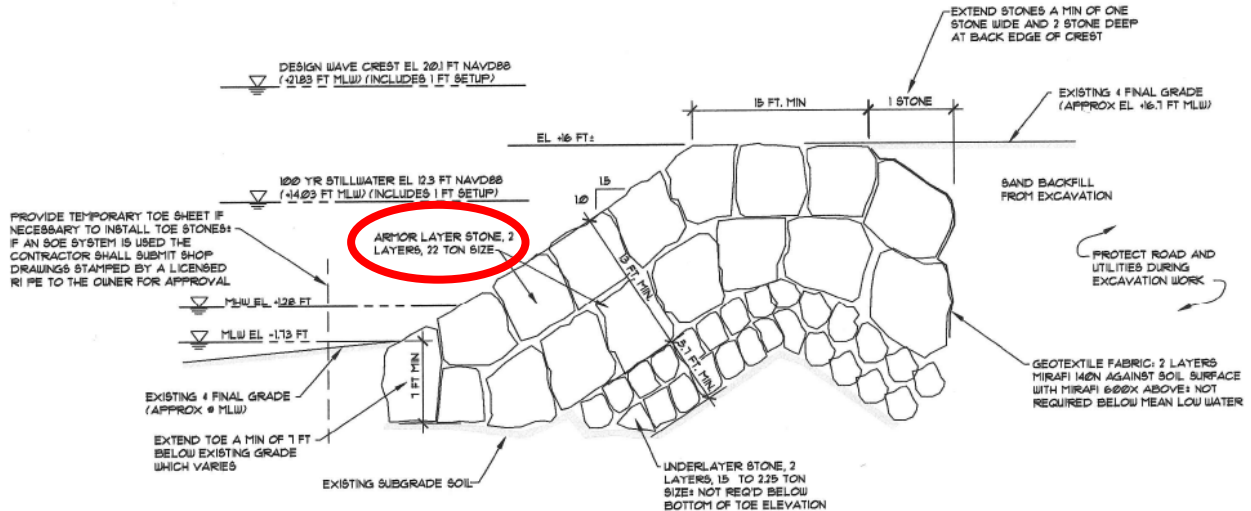 EXTEND STONES A MIN OF ONE
STONE WIDE AND 2 STONE DEEP
AT BACK EDGE OF CREST
DESIGN WAVE CREST EL 20.1 FT NAVD88
(+21.83 FT MLW) (INCLUDES 1 FT SETUP)
15 FT. MIN
1 STONE
EXISTING & FINAL GRADE
(APPROX EL +16.7 FT MLW)
EL +16 FT±
100 YR STILLWATER EL 12.3 FT NAVD88
(+14.03 FT MLW) (INCLUDES 1 FT SETUP)
1.5
1.0
SAND BACKFILL
FROM EXCAVATION
PROVIDE TEMPORARY TOE SHEET IF
NECESSARY TO INSTALL TOE STONES:
IF AN SOE SYSTEM IS USED THE
CONTRACTOR SHALL SUBMIT SHOP
DRAWINGS STAMPED BY A LICENSED
RI PE TO THE OWNER FOR APPROVAL
ARMOR LAYER STONE, 2
LAYERS, 22 TON SIZE
13 FT. MIN.
PROTECT ROAD AND
UTILITIES DURING
EXCAVATION WORK
MHW EL +1.28 FT
MLW EL -1.73 FT
7 FT MIN
5.7 FT. MIN.
EXISTING & FINAL GRADE
(APPROX @ MLW)
GEOTEXTILE FABRIC: 2 LAYERS
MIRAFI 140N AGAINST SOIL SURFACE
WITH MIRAFI 600X ABOVE: NOT
REQUIRED BELOW MEAN LOW WATER
EXTEND TOE A MIN OF 7 FT
BELOW EXISTING GRADE
WHICH VARIES
EXISTING SUBGRADE SOIL
UNDERLAYER STONE, 2
LAYERS, 1.5 TO 2.25 TON
SIZE: NOT REQ'D BELOW
BOTTOM OF TOE ELEVATION